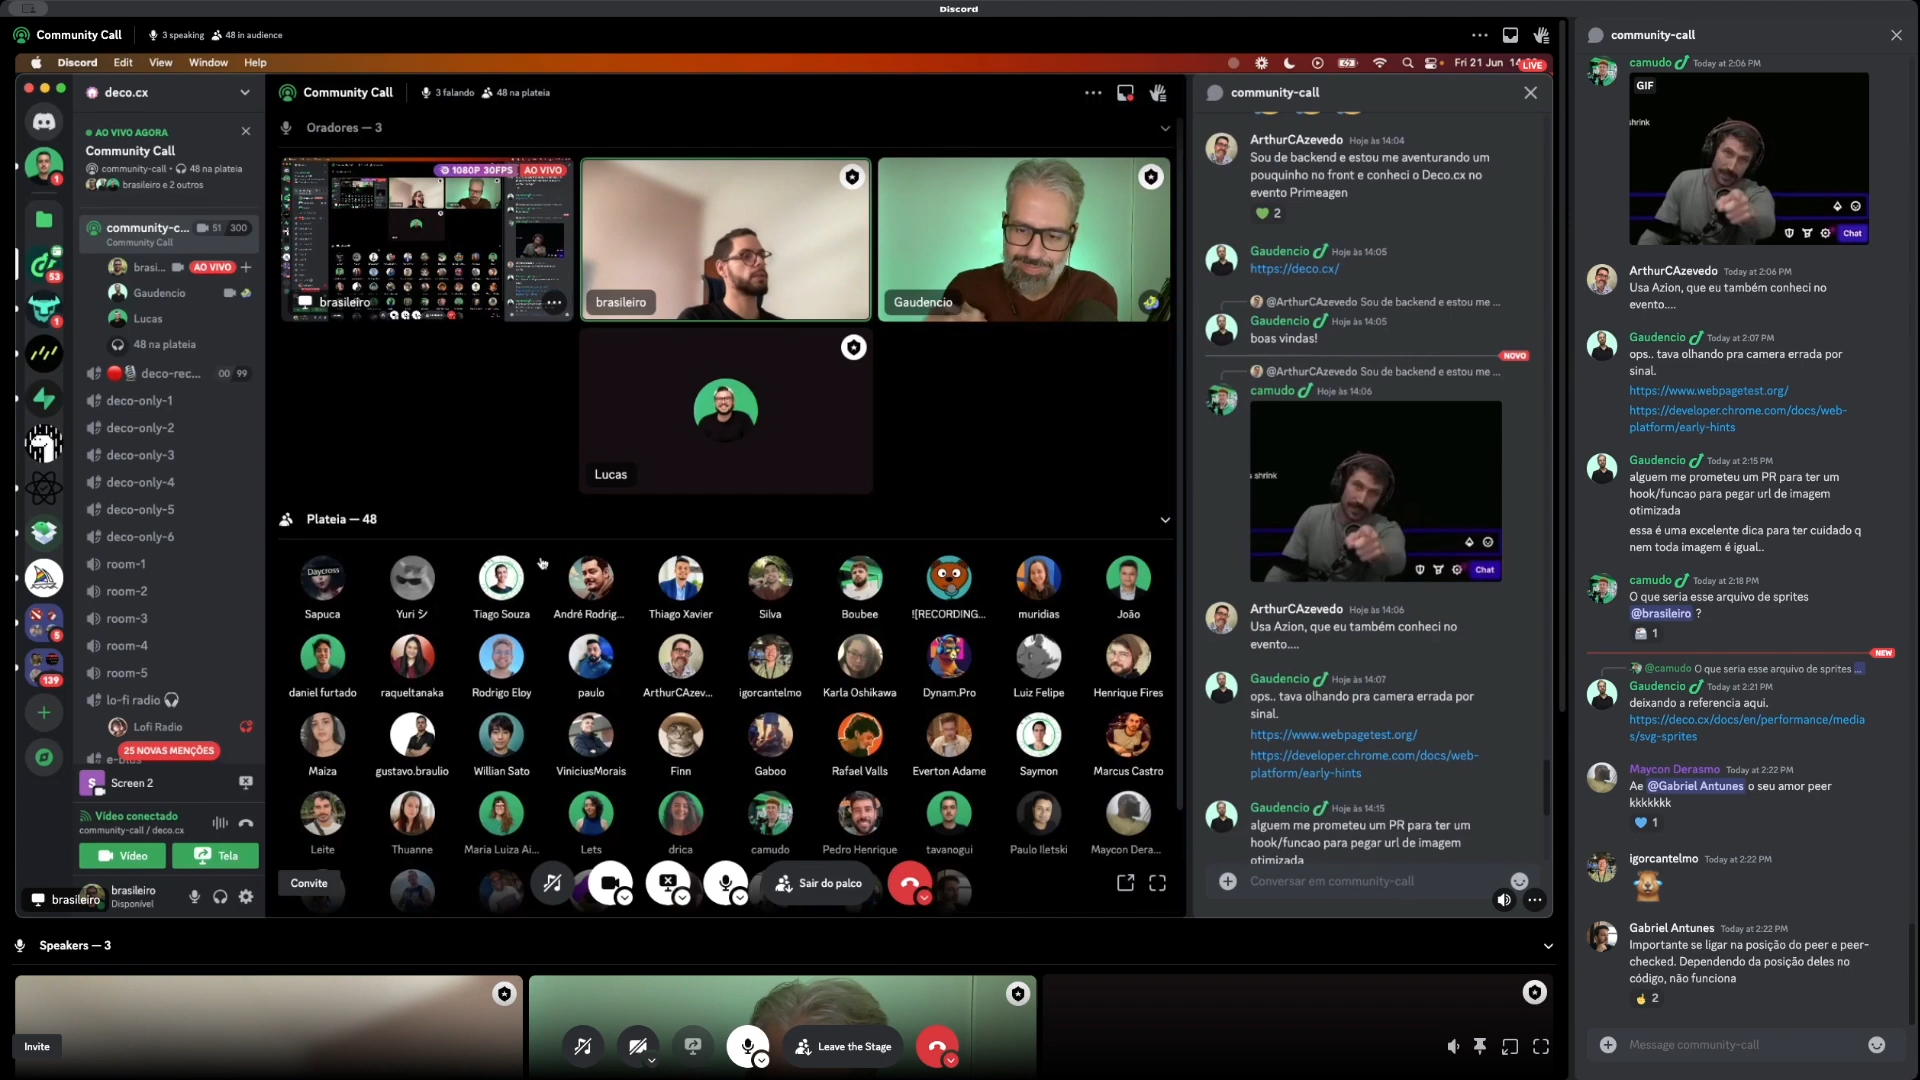 Discord
Community Call
3 speaking
48 in audience
Discord
Edit
View
Window
Help
Fri 21 Jun
LIVE
deco.cx
AO VIVO AGORA
Community Call
community-call • 48 na plateia
brasileiro e 2 outros
community-c...
51
300
Community Call
brasi...
AO VIVO
Gaudencio
Lucas
48 na plateia
deco-rec...
00
99
deco-only-1
deco-only-2
deco-only-3
deco-only-4
deco-only-5
deco-only-6
room-1
room-2
room-3
room-4
room-5
lo-fi radio
Lofi Radio
25 NOVAS MENÇÕES
Screen 2
Vídeo conectado
community-call / deco.cx
Vídeo
Tela
brasileiro
Disponível
brasileiro
1
53
1
5
139
Community Call
3 falando
48 na plateia
Oradores — 3
1080P 30FPS
AO VIVO
brasileiro
brasileiro
Gaudencio
Lucas
Plateia — 48
Daycross
Sapuca
Yuri シ
Tiago Souza
André Rodrig...
Thiago Xavier
Silva
Boubee
![RECORDING...
muridias
João
daniel furtado
raqueltanaka
Rodrigo Eloy
paulo
ArthurCAzev...
igorcantelmo
Karla Oshikawa
Dynam.Pro
Luiz Felipe
Henrique Fires
Maiza
gustavo.braulio
Willian Sato
ViniciusMorais
Finn
Gaboo
Rafael Valls
Everton Adame
Saymon
Marcus Castro
Leite
Thuanne
Maria Luiza Ai...
Lets
drica
camudo
Pedro Henrique
tavanogui
Paulo Iletski
Maycon Dera...
Convite
Sair do palco
community-call
ArthurCAzevedo Hoje às 14:04
Sou de backend e estou me aventurando um
pouquinho no front e conheci o Deco.cx no
evento Primeagen
2
Gaudencio Hoje às 14:05
https://deco.cx/
@ArthurCAzevedo Sou de backend e estou me ...
Gaudencio Hoje às 14:05
boas vindas!
NOVO
@ArthurCAzevedo Sou de backend e estou me ...
camudo Hoje às 14:06
shrink
Chat
ArthurCAzevedo Hoje às 14:06
Usa Azion, que eu também conheci no
evento....
Gaudencio Hoje às 14:07
ops.. tava olhando pra camera errada por
sinal.
https://www.webpagetest.org/
https://developer.chrome.com/docs/web-
platform/early-hints
Gaudencio Hoje às 14:15
alguem me prometeu um PR para ter um
hook/funcao para pegar url de imagem
otimizada
Conversar em community-call
Speakers — 3
Invite
Leave the Stage
community-call
camudo Today at 2:06 PM
GIF
shrink
Chat
ArthurCAzevedo Today at 2:06 PM
Usa Azion, que eu também conheci no
evento....
Gaudencio Today at 2:07 PM
ops.. tava olhando pra camera errada por
sinal.
https://www.webpagetest.org/
https://developer.chrome.com/docs/web-
platform/early-hints
Gaudencio Today at 2:15 PM
alguem me prometeu um PR para ter um
hook/funcao para pegar url de imagem
otimizada
essa é uma excelente dica para ter cuidado q
nem toda imagem é igual..
camudo Today at 2:18 PM
O que seria esse arquivo de sprites
@brasileiro ?
1
NEW
@camudo O que seria esse arquivo de sprites ...
Gaudencio Today at 2:21 PM
deixando a referencia aqui.
https://deco.cx/docs/en/performance/media
s/svg-sprites
Maycon Derasmo Today at 2:22 PM
Ae @Gabriel Antunes o seu amor peer
kkkkkkk
1
igorcantelmo Today at 2:22 PM
Gabriel Antunes Today at 2:22 PM
Importante se ligar na posição do peer e peer-
checked. Dependendo da posição deles no
código, não funciona
2
Message community-call